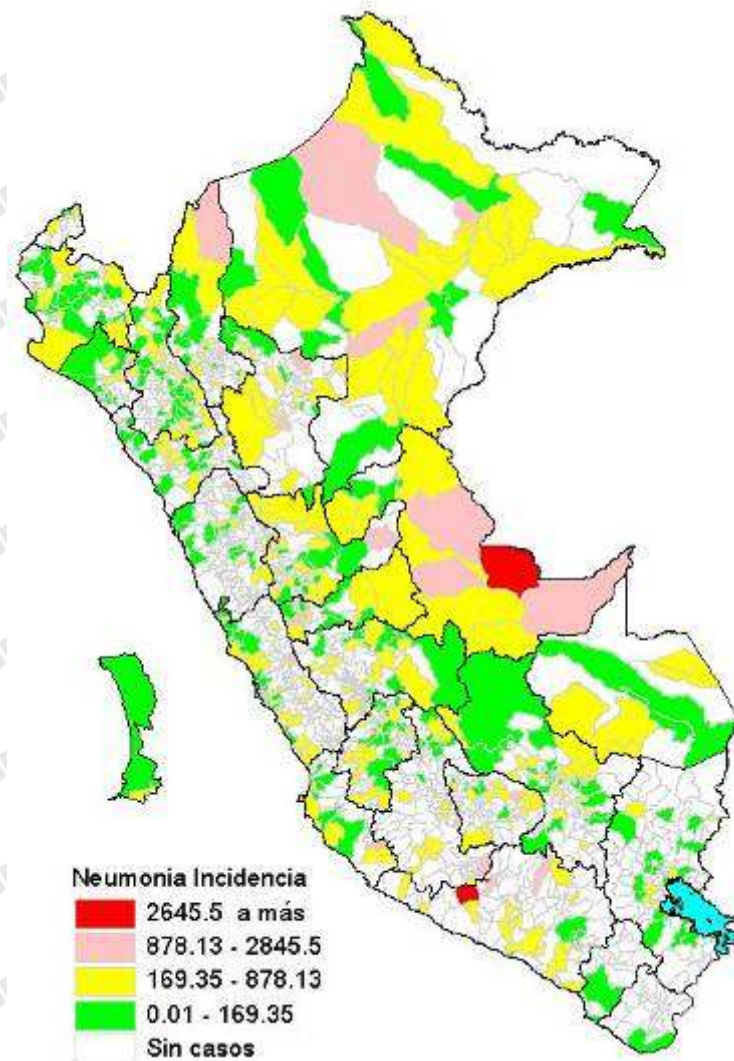 Neumonia Incidencia
2645.5 a más
878.13 - 2845.5
169.35 - 878.13
0.01 - 169.35
Sin casos